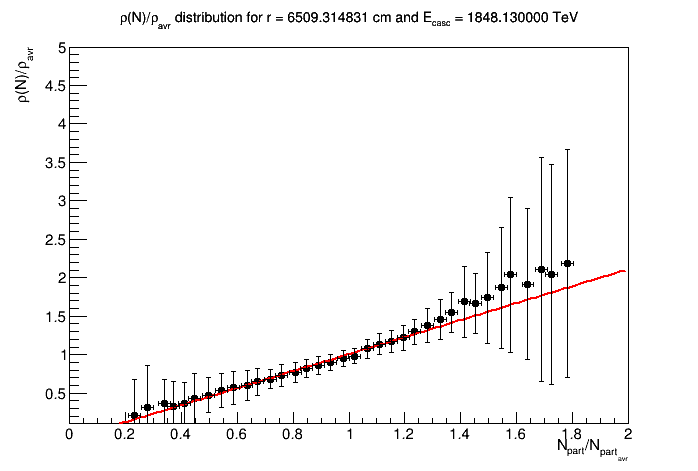 ρ(N)/ρavr distribution for r = 6509.314831 cm and Ecasc = 1848.130000 TeV
ρ(N)/ρavr
5
4.5
4
3.5
3
2.5
2
1.5
1
0.5
0 0.2 0.4 0.6 0.8 1 1.2 1.4 1.6 1.8 2
Npart/Npartavr